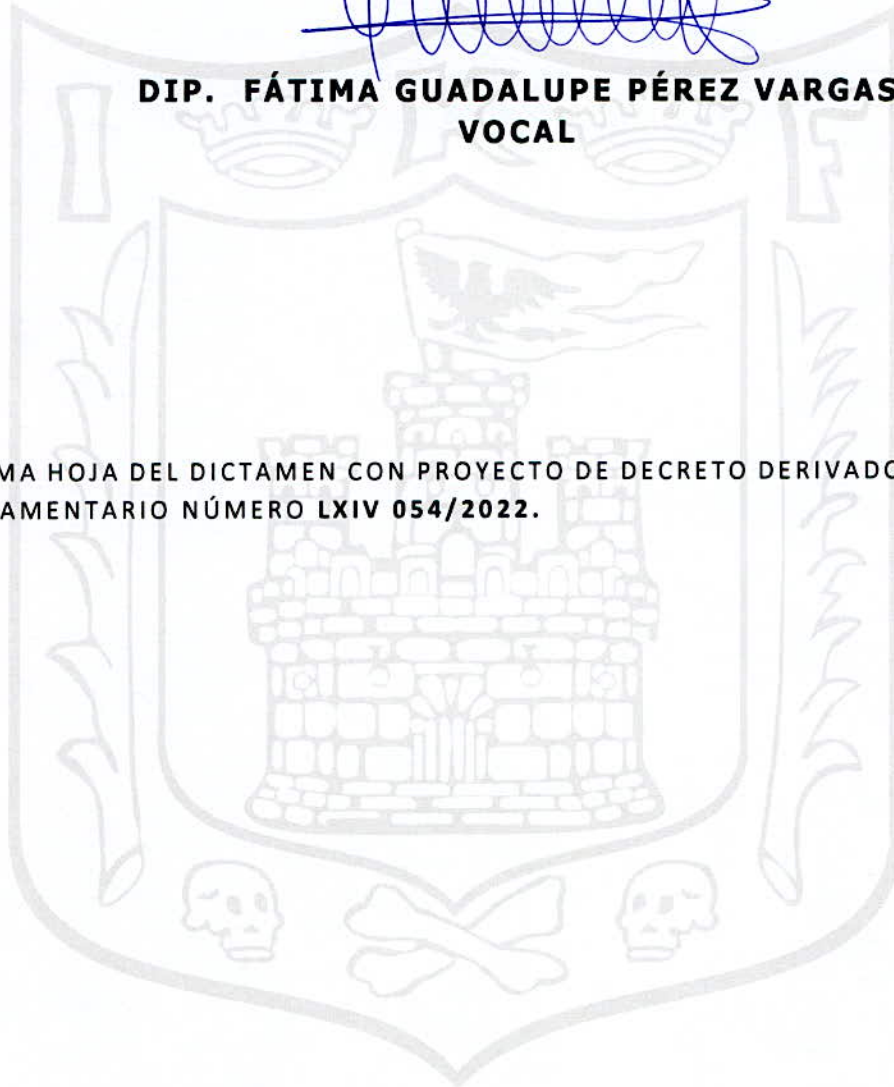 DIP. FÁTIMA GUADALUPE PÉREZ VARGAS
VOCAL
MA HOJA DEL DICTAMEN CON PROYECTO DE DECRETO DERIVADO
AMENTARIO NÚMERO LXIV 054/2022.